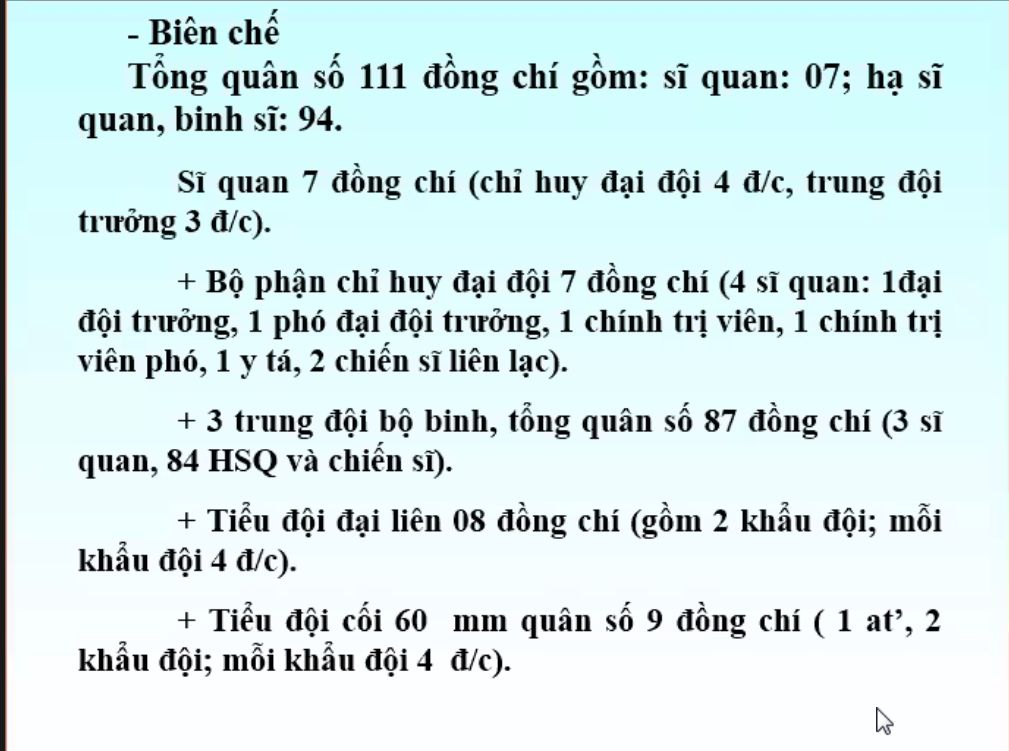 - Biên chế
Tổng quân số 111 đồng chí gồm: sĩ quan: 07; hạ sĩ
quan, binh sĩ: 94.
Sĩ quan 7 đồng chí (chỉ huy đại đội 4 đ/c, trung đội
trưởng 3 đ/c).
+ Bộ phận chỉ huy đại đội 7 đồng chí (4 sĩ quan: 1đại
đội trưởng, 1 phó đại đội trưởng, 1 chính trị viên, 1 chính trị
viên phó, 1 y tá, 2 chiến sĩ liên lạc).
+ 3 trung đội bộ binh, tổng quân số 87 đồng chí (3 sĩ
quan, 84 HSQ và chiến sĩ).
+ Tiểu đội đại liên 08 đồng chí (gồm 2 khẩu đội; mỗi
khẩu đội 4 đ/c).
+ Tiểu đội cối 60 mm quân số 9 đồng chí ( 1 at’, 2
khẩu đội; mỗi khẩu đội 4 đ/c).